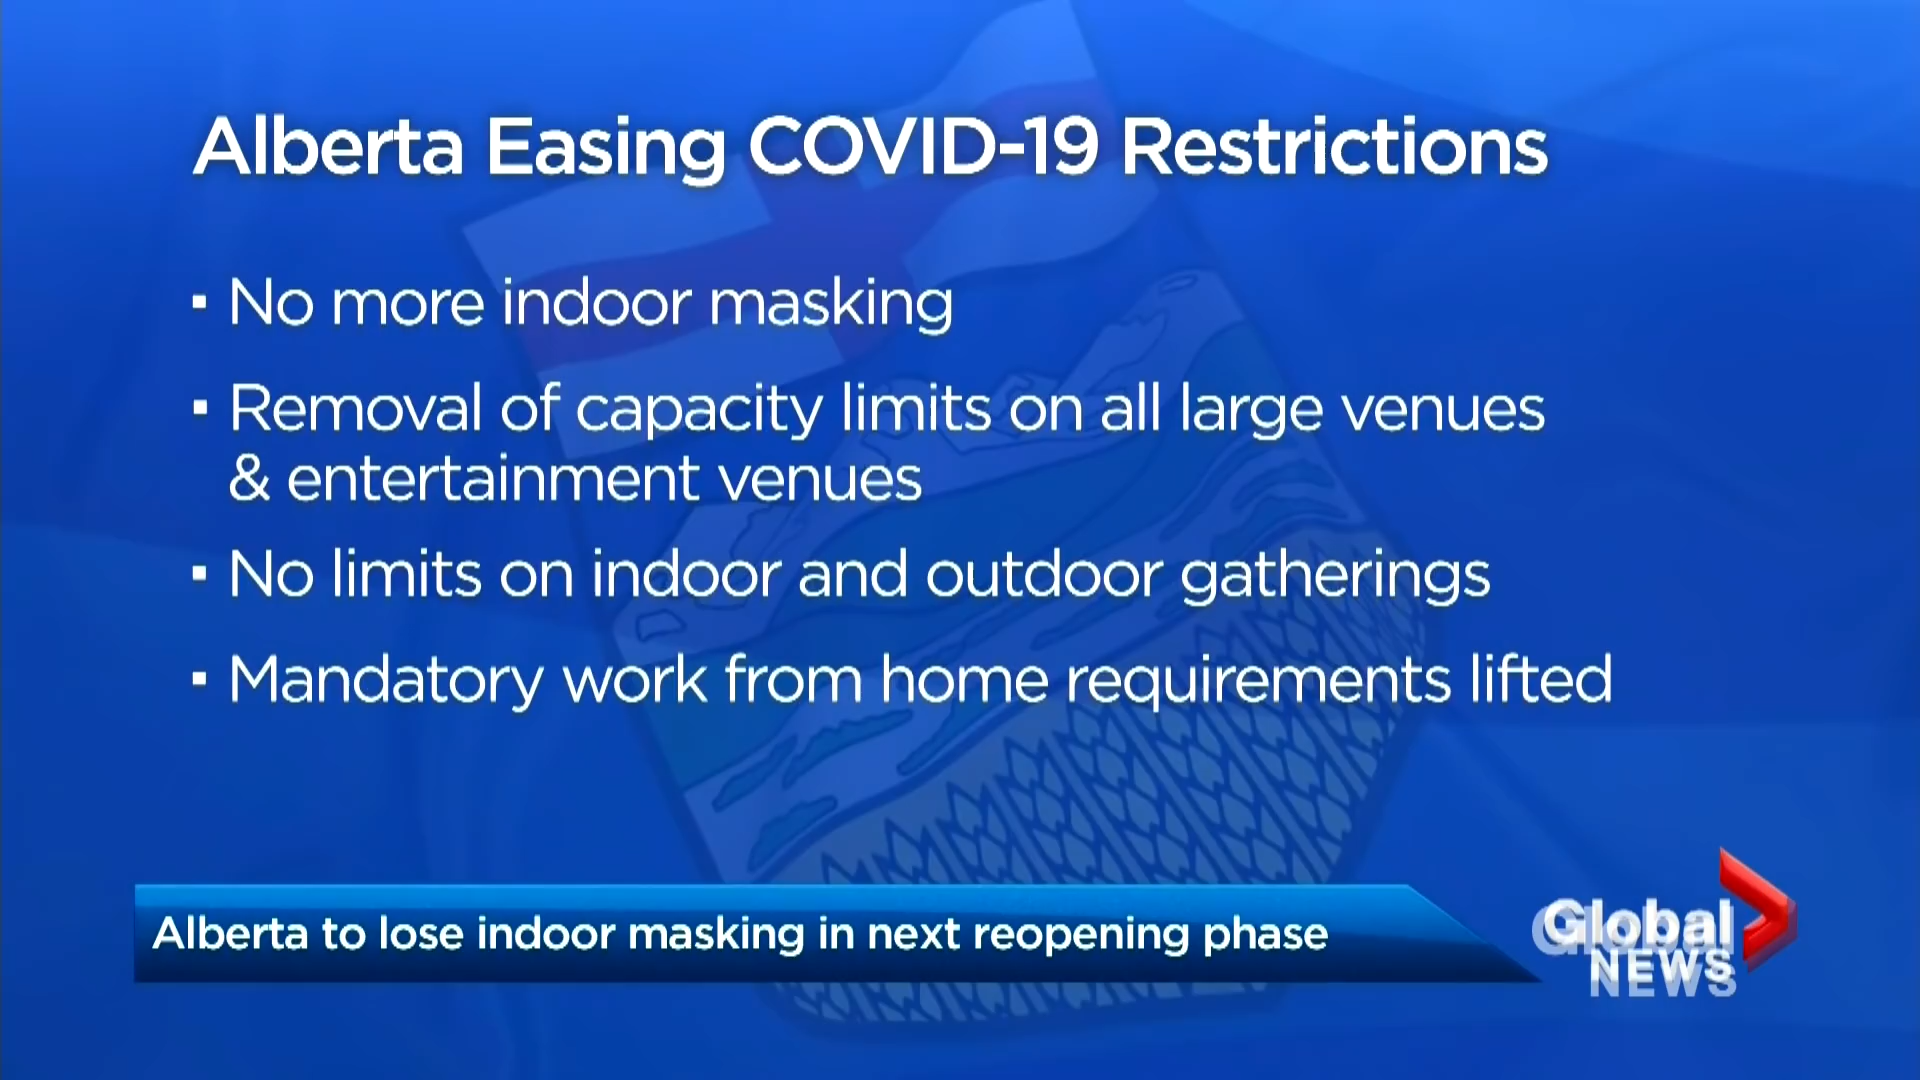 Alberta Easing COVID-19 Restrictions
▪ No more indoor masking
▪ Removal of capacity limits on all large venues
& entertainment venues
▪ No limits on indoor and outdoor gatherings
▪ Mandatory work from home requirements lifted
Alberta to lose indoor masking in next reopening phase
Global
NEWS